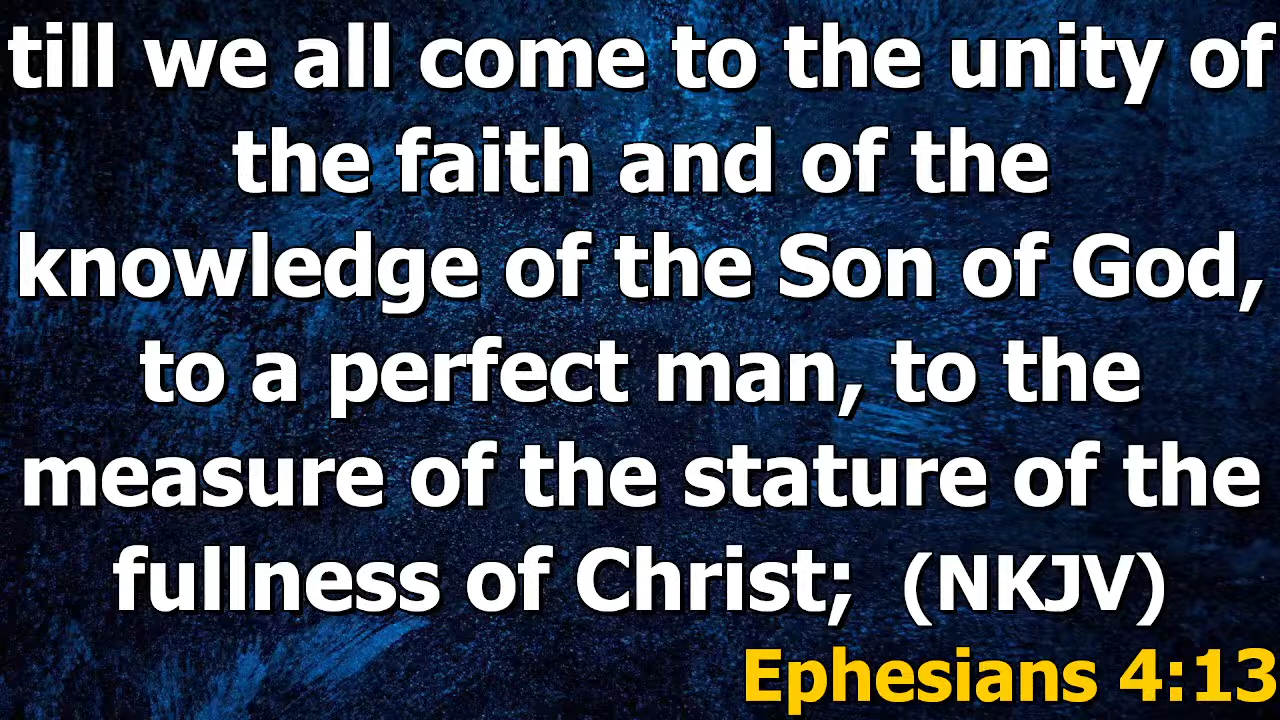 till we all come to the unity of
the faith and of the
knowledge of the Son of God,
to a perfect man, to the
measure of the stature of the
fullness of Christ;  (NKJV)
Ephesians 4:13